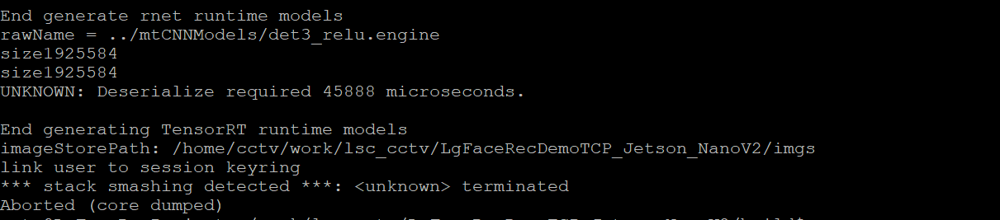 End generate rnet runtime models
rawName = ../mtCNNModels/det3_relu.engine
size1925584
size1925584
UNKNOWN: Deserialize required 45888 microseconds.
End generating TensorRT runtime models
imageStorePath: /home/cctv/work/lsc_cctv/LgFaceRecDemoTCP_Jetson_NanoV2/imgs
link user to session keyring
*** stack smashing detected ***: <unknown> terminated
Aborted (core dumped)